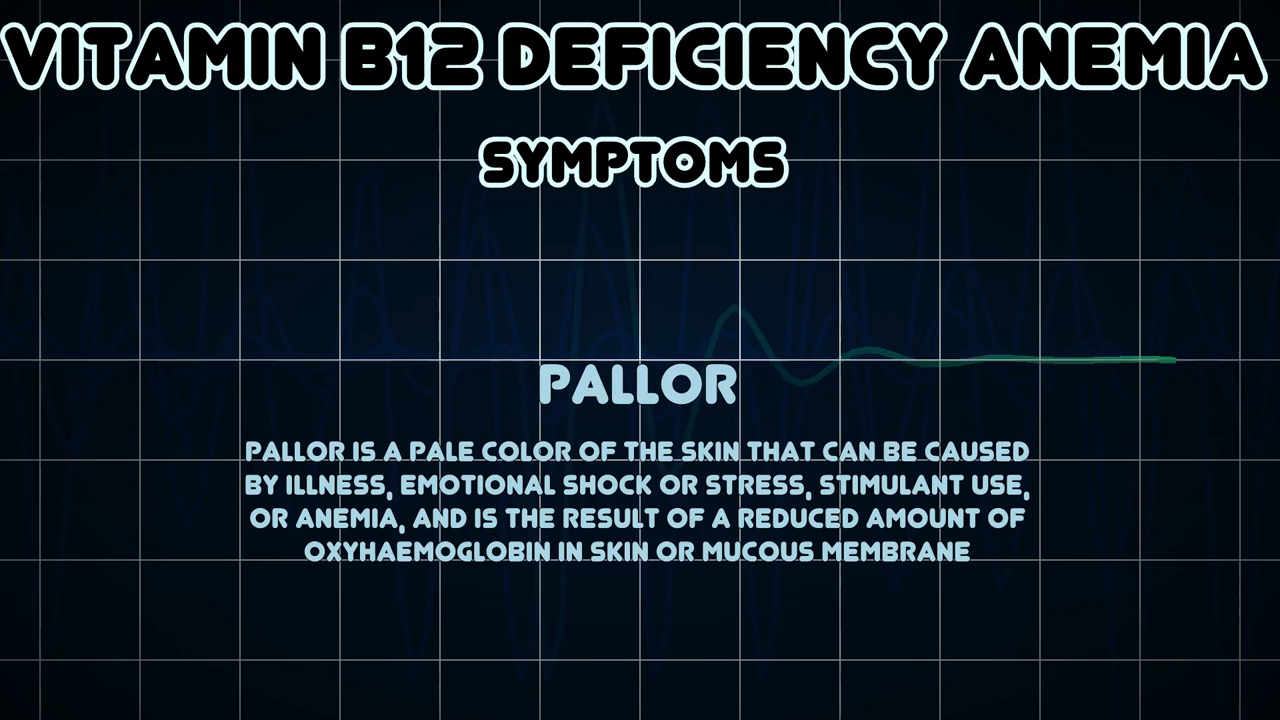 VITAMIN B12 DEFICIENCY ANEMIA
SYMPTOMS
PALLOR
PALLOR IS A PALE COLOR OF THE SKIN THAT CAN BE CAUSED
BY ILLNESS, EMOTIONAL SHOCK OR STRESS, STIMULANT USE,
OR ANEMIA, AND IS THE RESULT OF A REDUCED AMOUNT OF
OXYHAEMOGLOBIN IN SKIN OR MUCOUS MEMBRANE